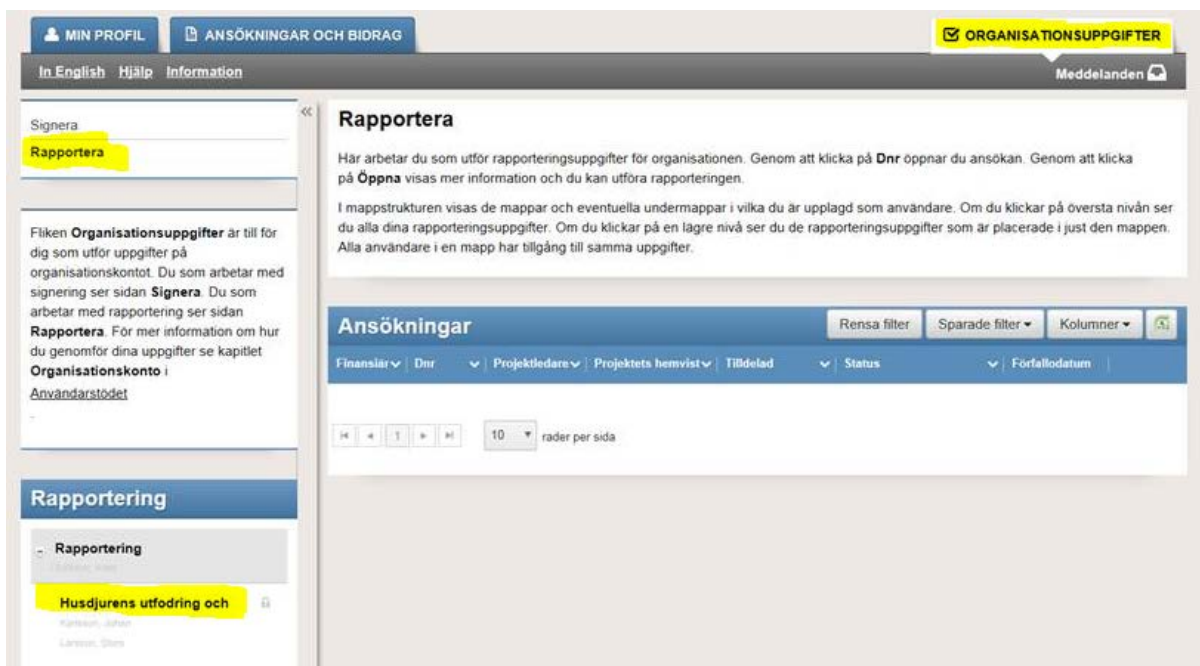 MIN PROFIL
ANSÖKNINGAR OCH BIDRAG
ORGANISATIONSUPPGIFTER
In English Hjälp Information
Meddelanden
Signera
Rapportera
Fliken Organisationsuppgifter är till för
dig som utför uppgifter på
organisationskontot. Du som arbetar med
signering ser sidan Signera. Du som
arbetar med rapportering ser sidan
Rapportera. För mer information om hur
du genomför dina uppgifter se kapitlet
Organisationskonto i
Användarstödet
Rapportering
Rapportering
Husdjurens utfodring och
Karlsson, Johan
Rapportera
Här arbetar du som utför rapporteringsuppgifter för organisationen. Genom att klicka på Dnr öppnar du ansökan. Genom att klicka
på Öppna visas mer information och du kan utföra rapporteringen.
I mappstrukturen visas de mappar och eventuella undermappar i vilka du är upplagd som användare. Om du klickar på översta nivån ser
du alla dina rapporteringsuppgifter. Om du klickar på en lägre nivå ser du de rapporteringsuppgifter som är placerade i just den mappen.
Alla användare i en mapp har tillgång till samma uppgifter.
Ansökningar
Rensa filter Sparade filter Kolumner
Finansiär Dnr Projektledare Projektets hemvist Tilldelad Status Förfallodatum
1 10 rader per sida